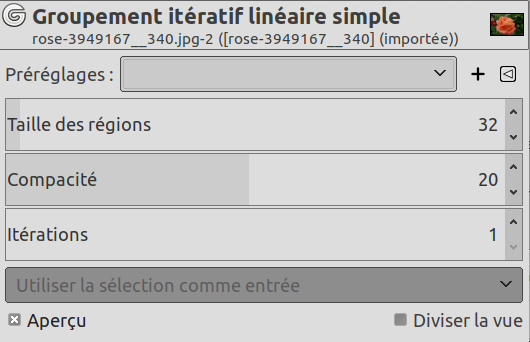 Groupement itératif linéaire simple
rose-3949167__340.jpg-2 ([rose-3949167__340] (importée))
Préréglages :
Taille des régions 32
Compacité 20
Itérations 1
Utiliser la sélection comme entrée
Aperçu Diviser la vue